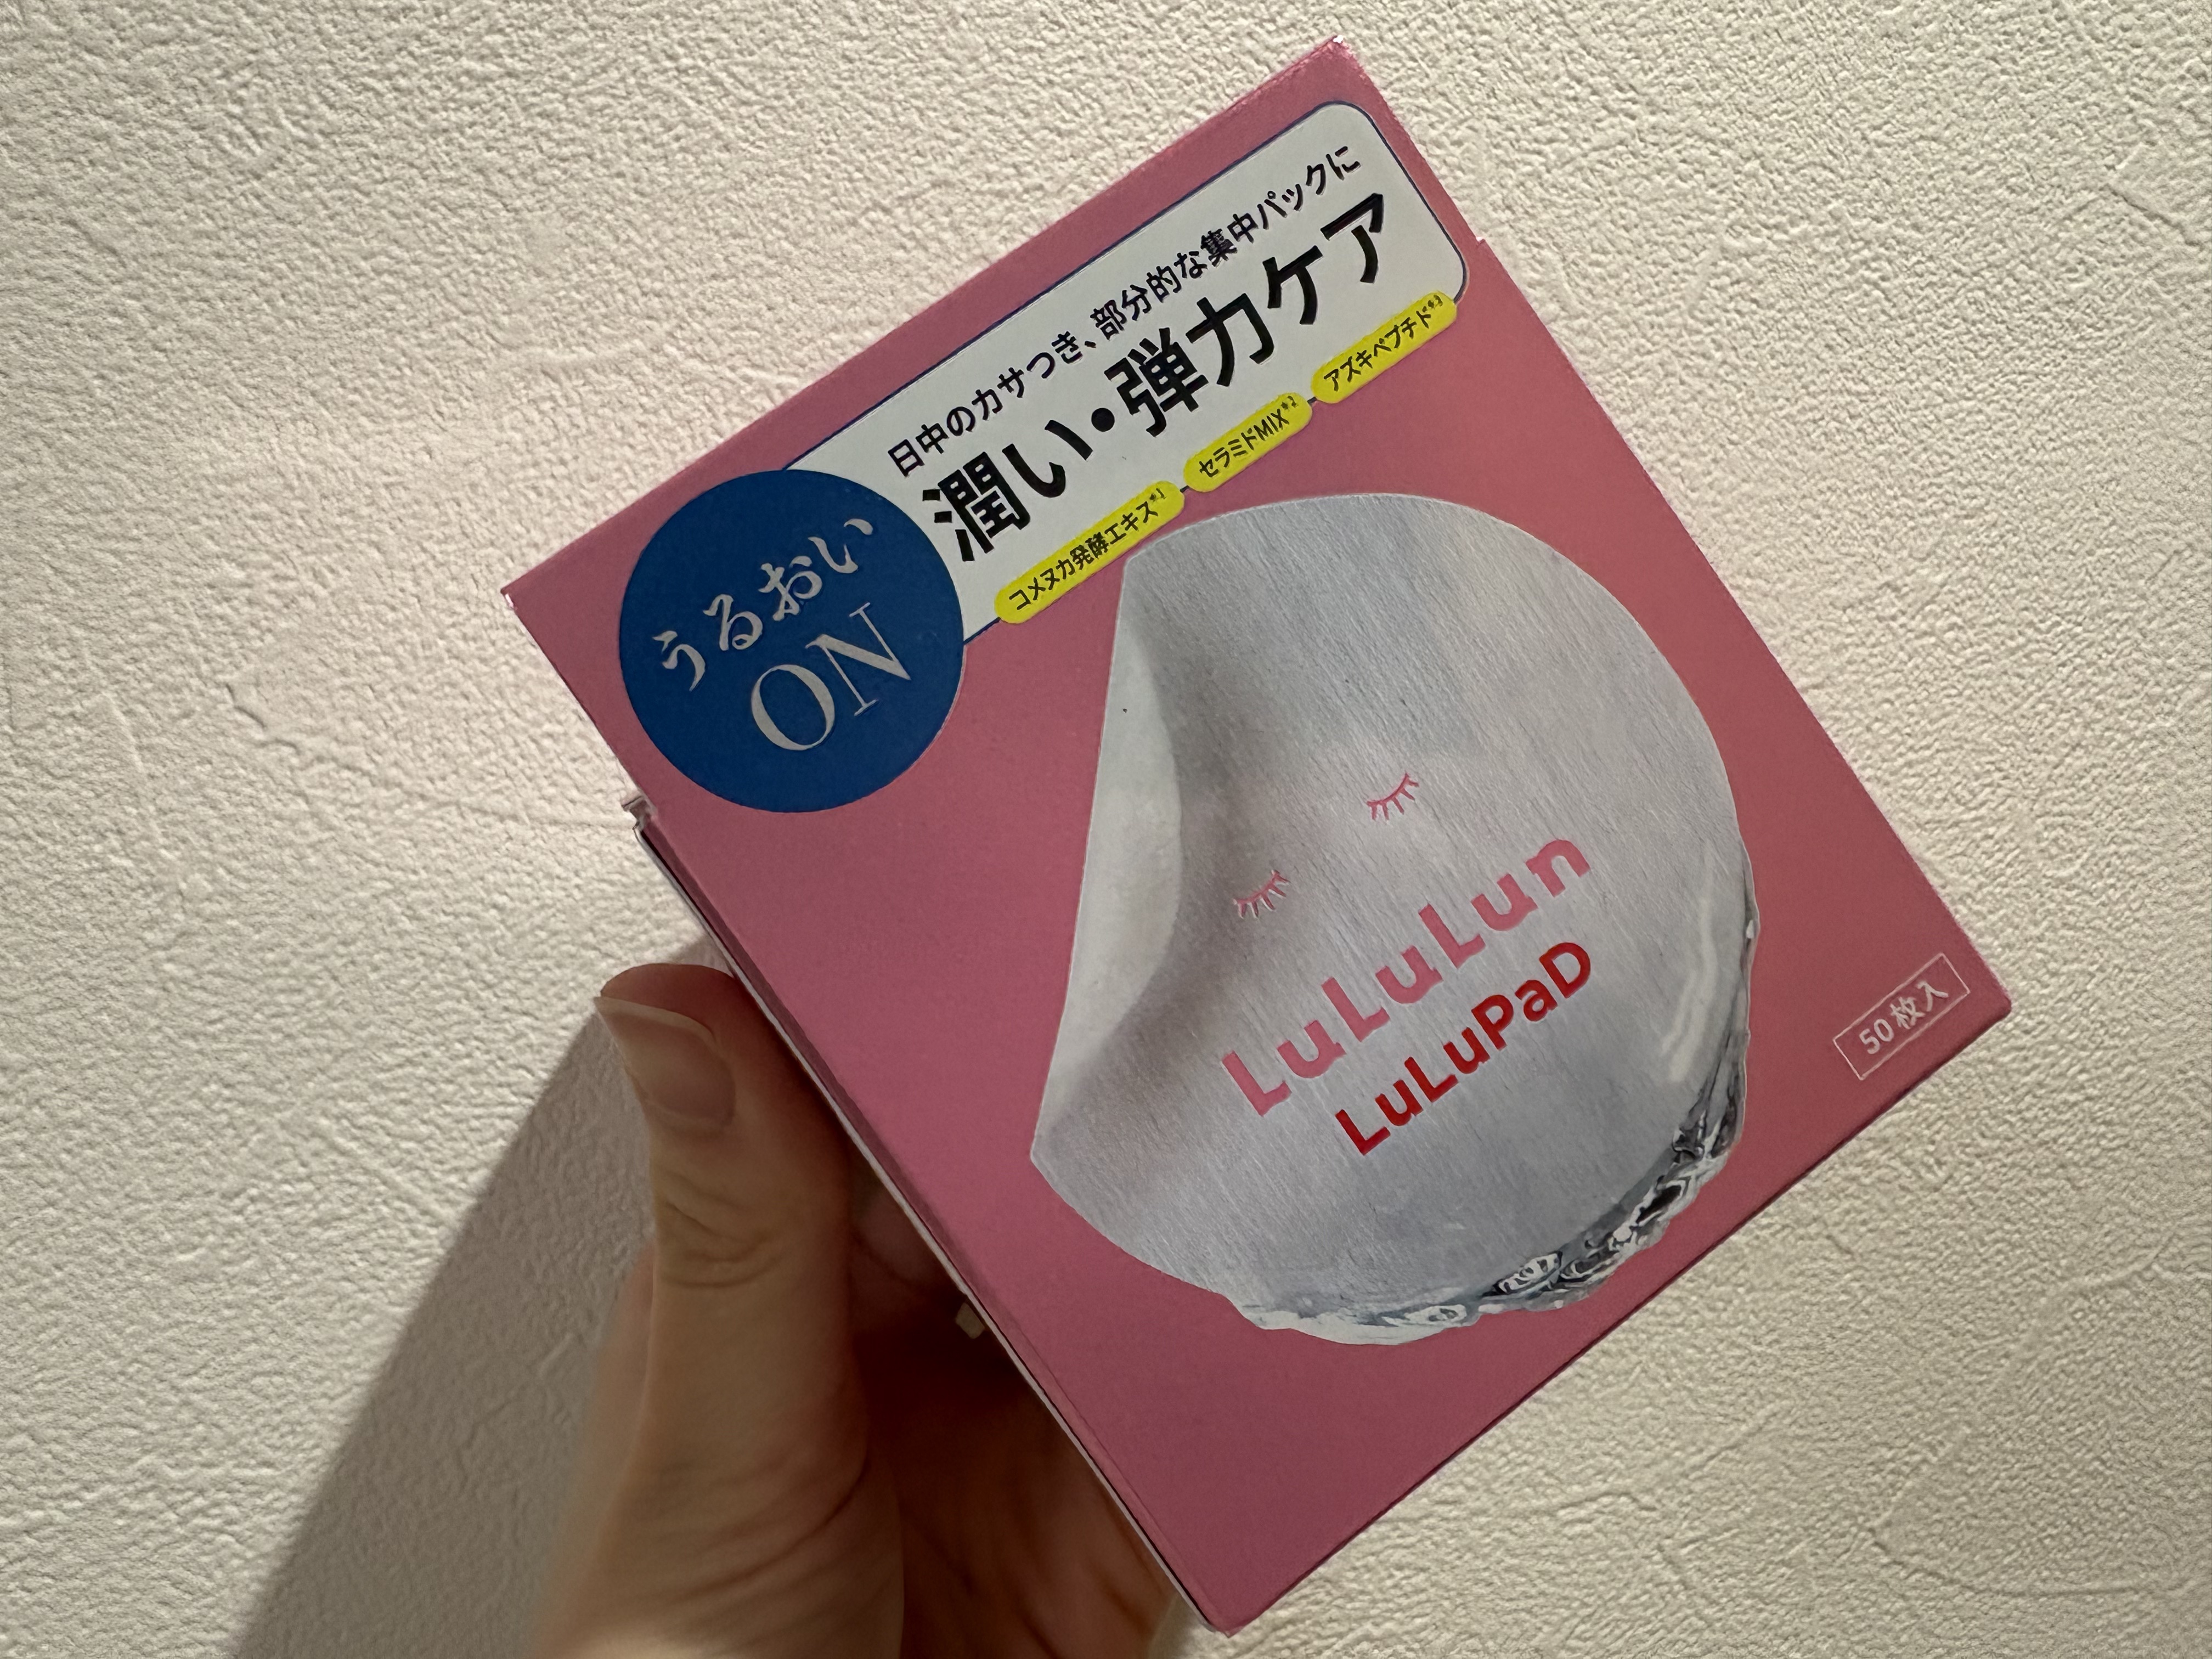 日中のカサつき、部分的な集中パックに
潤い・弾力ケア
コメヌカ発酵エキス*1 セラミドMIX*2 アズキペプチド*3
うるおい
ON
LuLuLun
LuLuPaD
50枚入